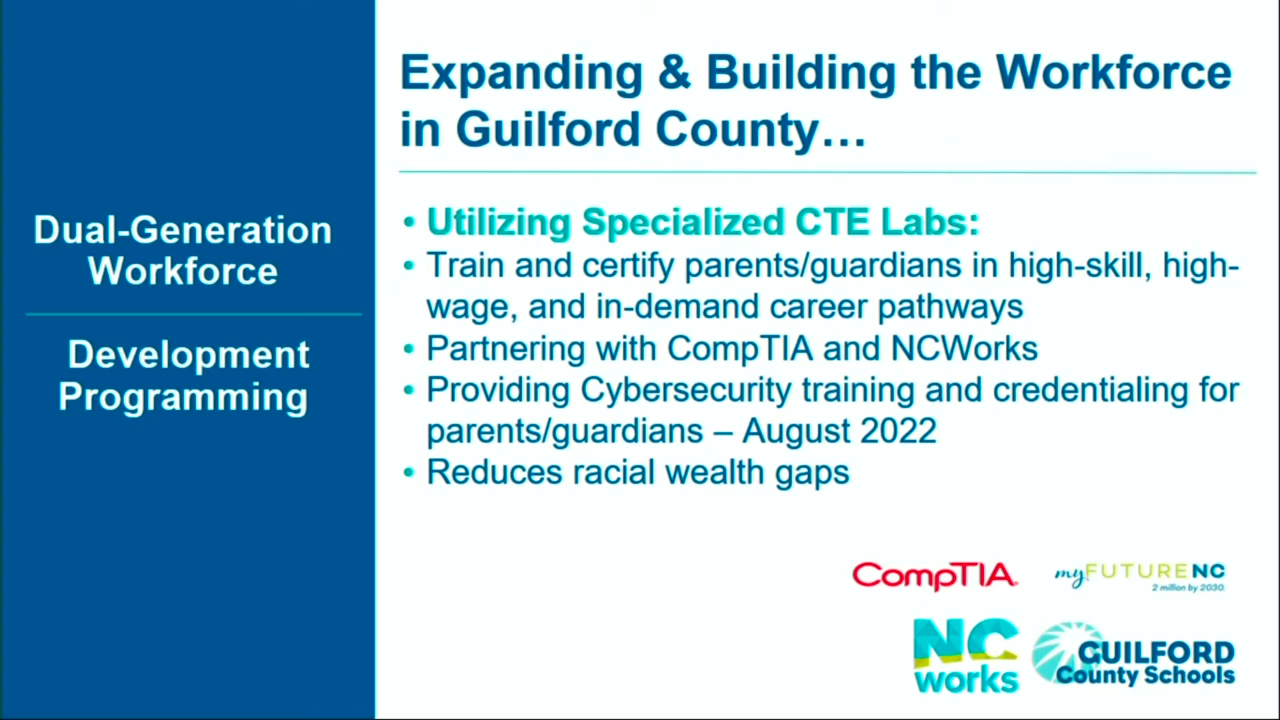 Expanding & Building the Workforce
in Guilford County...
Dual-Generation
Workforce
Development
Programming
• Utilizing Specialized CTE Labs:
• Train and certify parents/guardians in high-skill, high-
wage, and in-demand career pathways
• Partnering with CompTIA and NCWorks
• Providing Cybersecurity training and credentialing for
parents/guardians – August 2022
• Reduces racial wealth gaps
CompTIA.
myFUTURENC
2 million by 2030.
NC
works
GUILFORD
County Schools